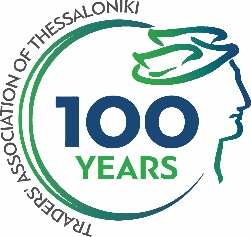 TRADERS' ASSOCIATION OF THESSALONIKI
100
YEARS